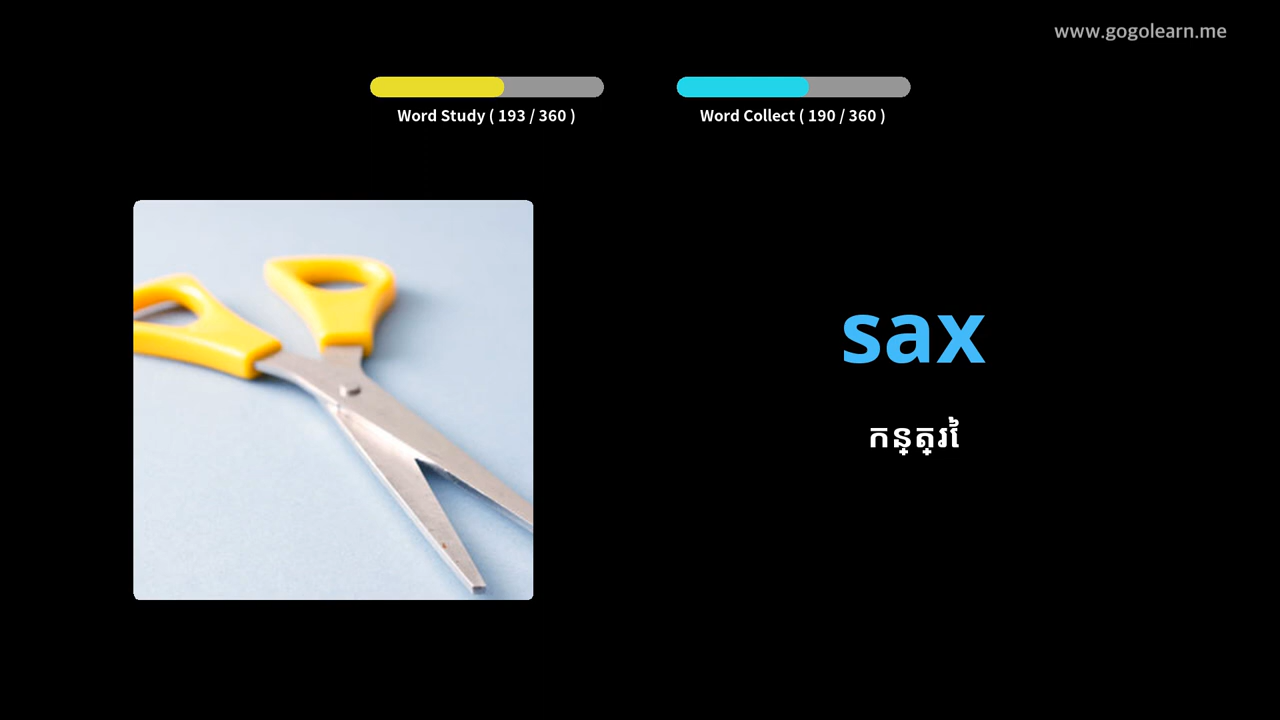 www.gogolearn.me
Word Study ( 193 / 360 )
Word Collect ( 190 / 360 )
sax
កន្ត្រៃ